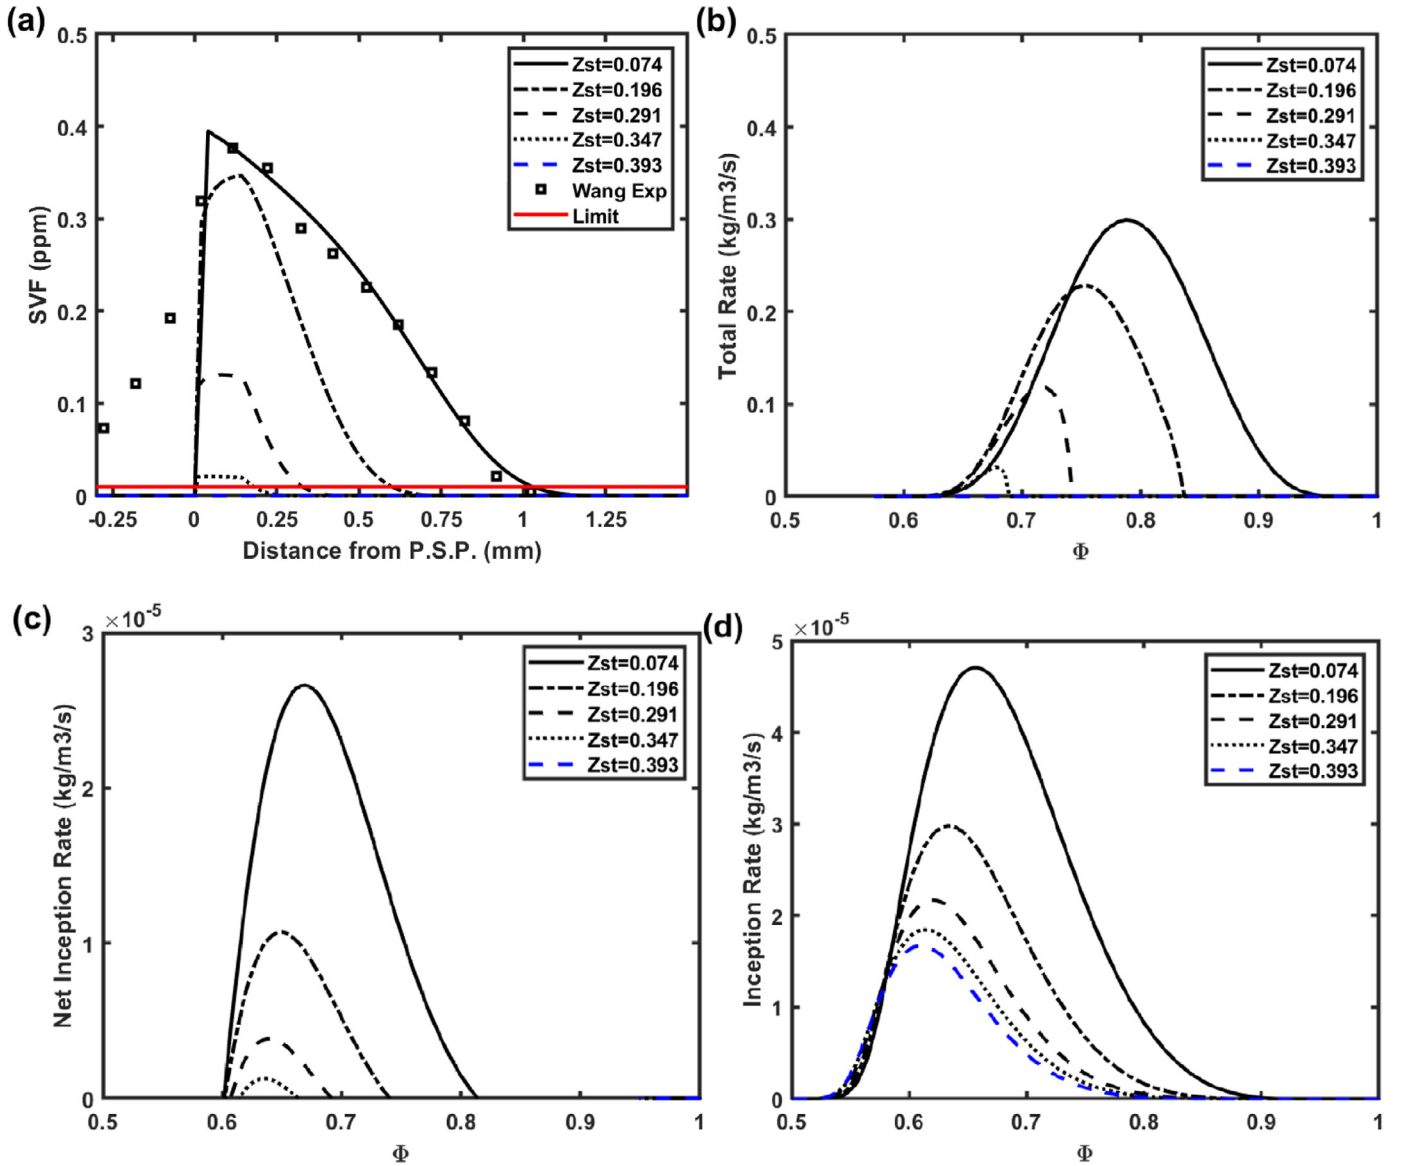 (a)
0.5
0.4
0.3
0.2
0.1
0
SVF (ppm)
-0.25 0 0.25 0.5 0.75 1 1.25
Distance from P.S.P. (mm)
Zst=0.074
Zst=0.196
Zst=0.291
Zst=0.347
Zst=0.393
Wang Exp
Limit
(b)
0.5
0.4
0.3
0.2
0.1
0
Total Rate (kg/m3/s)
0.5 0.6 0.7 0.8 0.9 1
Φ
Zst=0.074
Zst=0.196
Zst=0.291
Zst=0.347
Zst=0.393
(c)
×10-5
3
2
1
0
Net Inception Rate (kg/m3/s)
0.5 0.6 0.7 0.8 0.9 1
Φ
Zst=0.074
Zst=0.196
Zst=0.291
Zst=0.347
Zst=0.393
(d)
×10-5
5
4
3
2
1
0
Inception Rate (kg/m3/s)
0.5 0.6 0.7 0.8 0.9 1
Φ
Zst=0.074
Zst=0.196
Zst=0.291
Zst=0.347
Zst=0.393